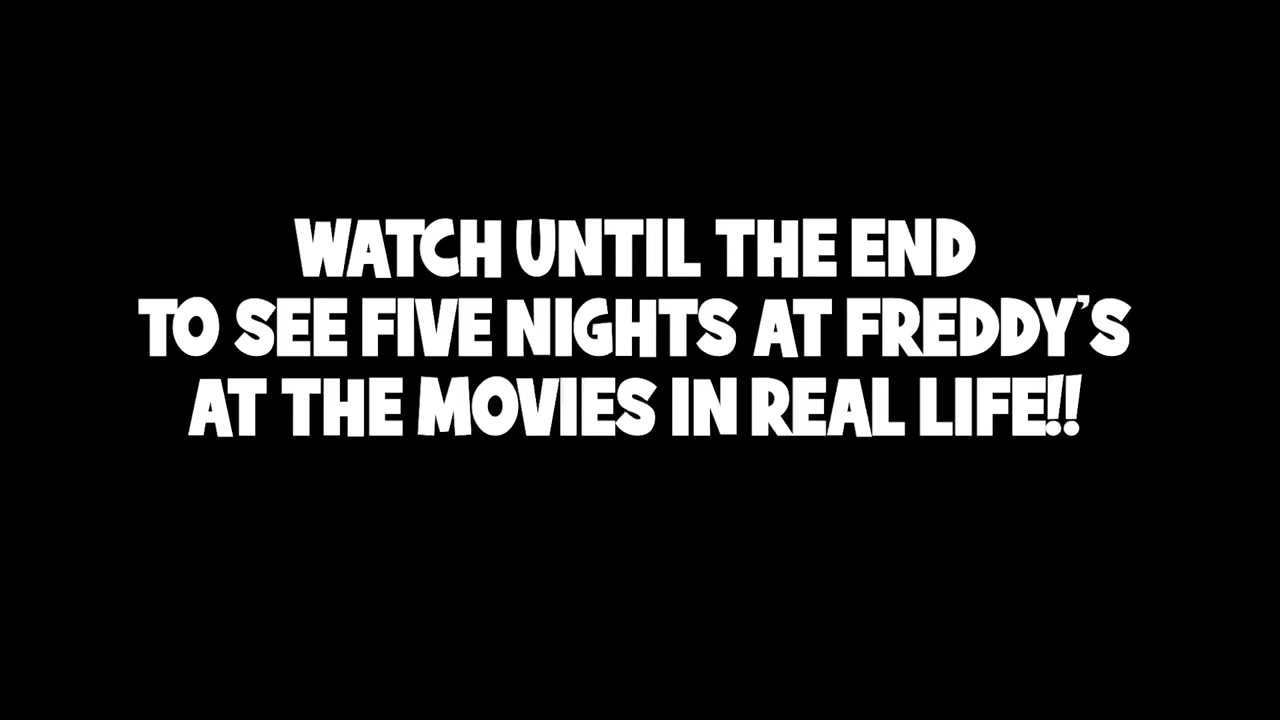 WATCH UNTIL THE END
TO SEE FIVE NIGHTS AT FREDDY'S
AT THE MOVIES IN REAL LIFE!!